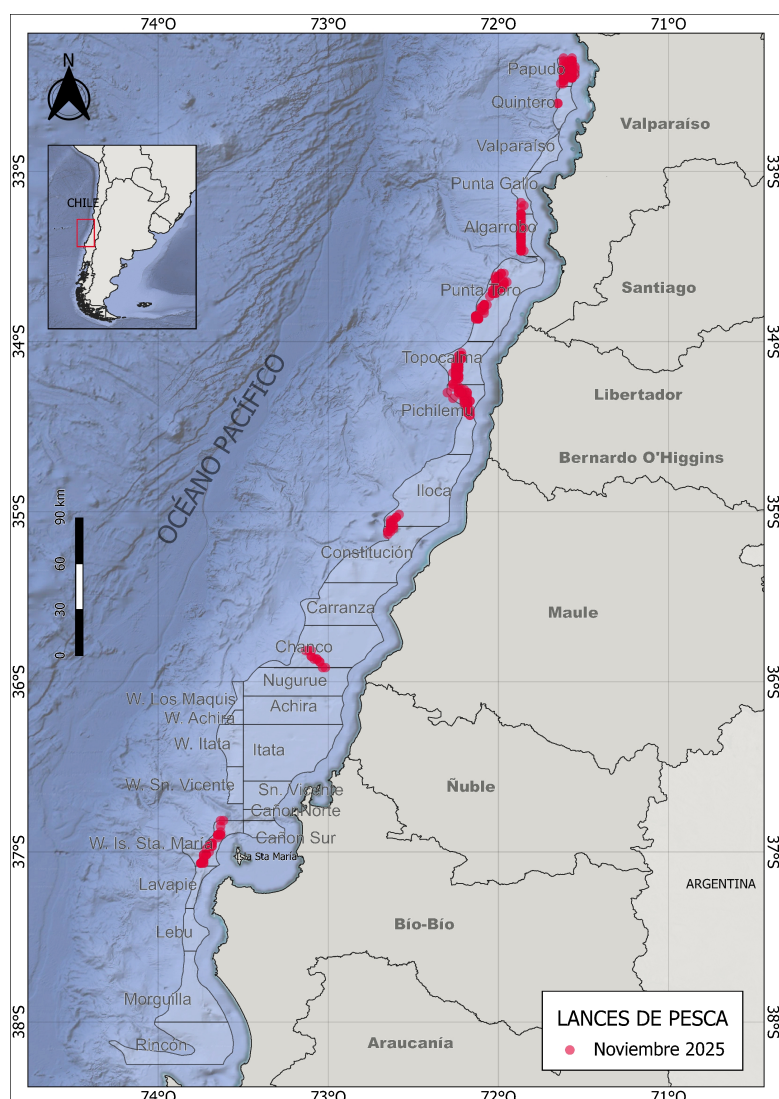 74°O
73°O
72°O
71°O
N
CHILE
33°S
34°S
35°S
36°S
37°S
38°S
33°S
34°S
35°S
36°S
37°S
38°S
OCÉANO PACÍFICO
0
30
60
90 km
Papudo
Quintero
Valparaíso
Punta Gallo
Algarrobo
Punta Toro
Topocalma
Pichilemu
Iloca
Constitución
Carranza
Chanco
Nugurue
W. Los Maquis
Achira
W. Achira
W. Itata
Itata
W. Sn. Vicente
Sn. Vicente
Cañon Norte
Cañon Sur
W. Is. Sta. María
Isla Sta María
Lavapie
Lebu
Morguilla
Rincón
Valparaíso
Santiago
Libertador
Bernardo O'Higgins
Maule
Ñuble
Bío-Bío
Araucanía
ARGENTINA
LANCES DE PESCA
Noviembre 2025
74°O
73°O
72°O
71°O